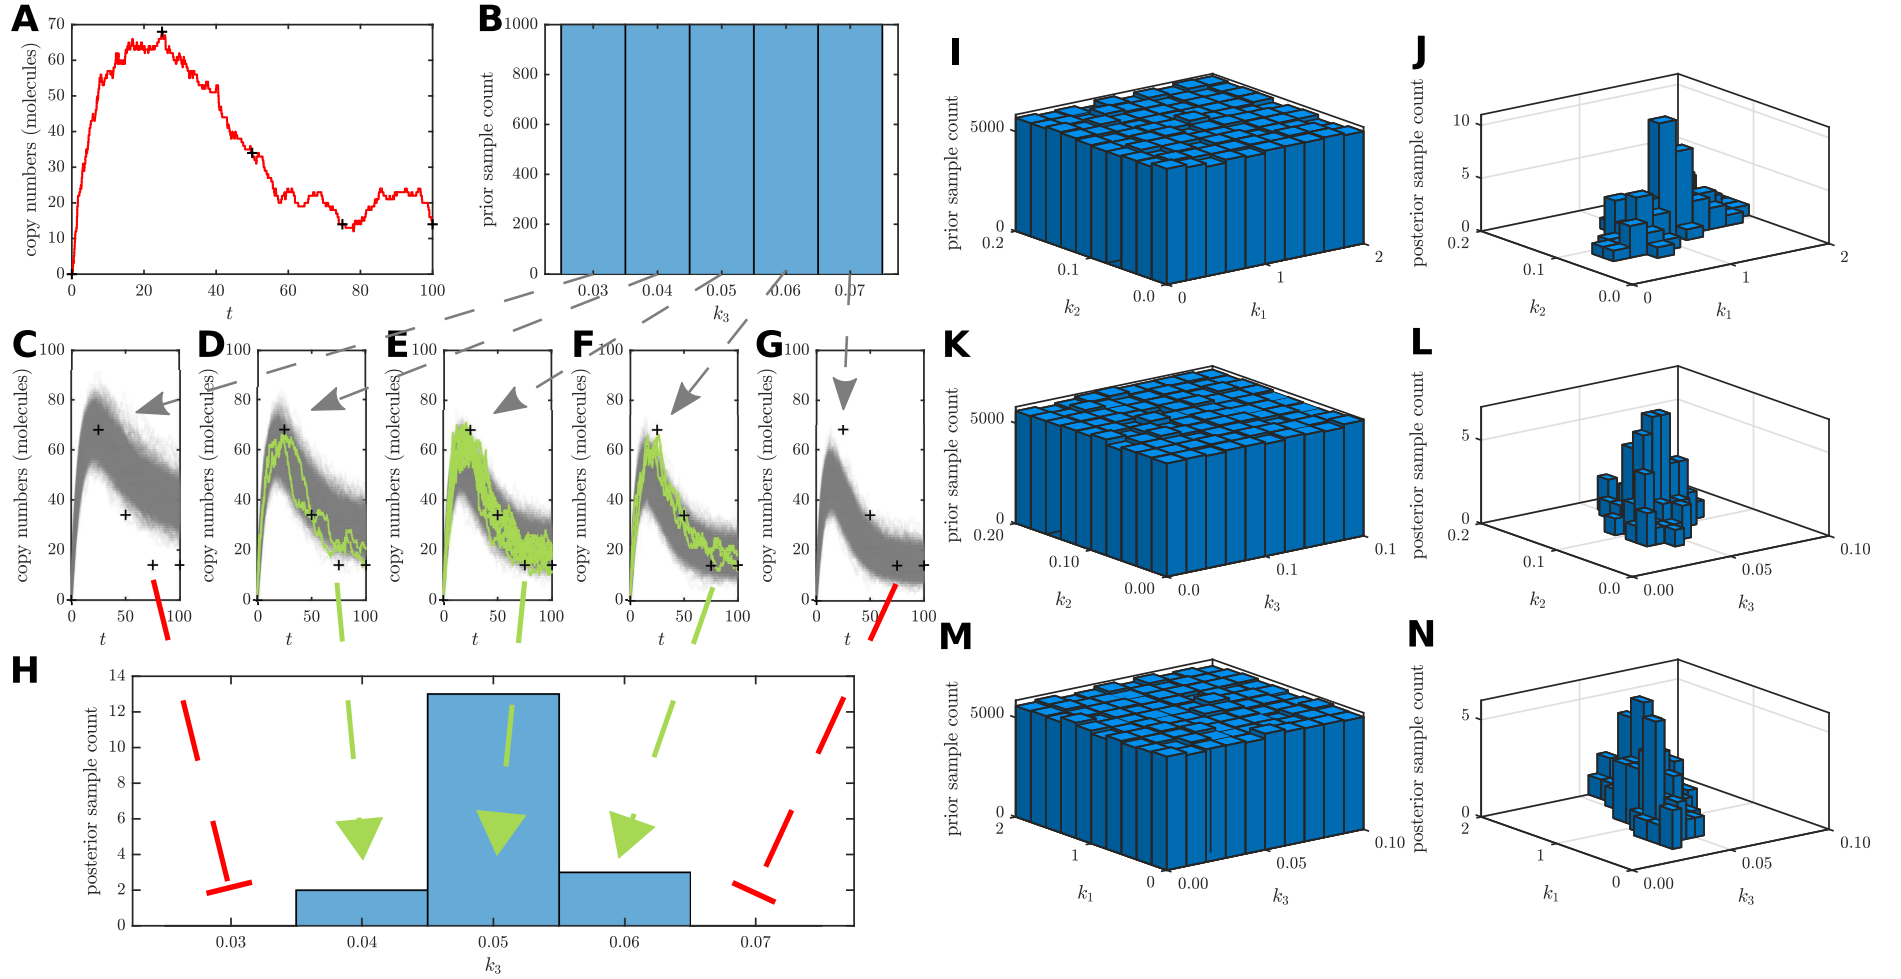 A
copy numbers (molecules)
70
60
50
40
30
20
10
0
0 20 40 60 80 100
t
B
prior sample count
1000
800
600
400
200
0
0.03 0.04 0.05 0.06 0.07
k3
C
copy numbers (molecules)
100
80
60
40
20
0
0 50 100
t
D
copy numbers (molecules)
100
80
60
40
20
0
0 50 100
t
E
copy numbers (molecules)
100
80
60
40
20
0
0 50 100
t
F
copy numbers (molecules)
100
80
60
40
20
0
0 50 100
t
G
copy numbers (molecules)
100
80
60
40
20
0
0 50 100
t
H
posterior sample count
14
12
10
8
6
4
2
0
0.03 0.04 0.05 0.06 0.07
k3
I
prior sample count
5000
0
0.2
0.1
0.0
k2
0
1
2
k1
J
posterior sample count
10
5
0
0.2
0.1
0.0
k2
0
1
2
k1
K
prior sample count
5000
0
0.20
0.10
0.00
k2
0.0
0.1
0.1
k3
L
posterior sample count
5
0
0.2
0.1
0.0
k2
0.00
0.05
0.10
k3
M
prior sample count
5000
0
2
1
0
k1
0.00
0.05
0.10
k3
N
posterior sample count
5
0
2
1
0
k1
0.00
0.05
0.10
k3